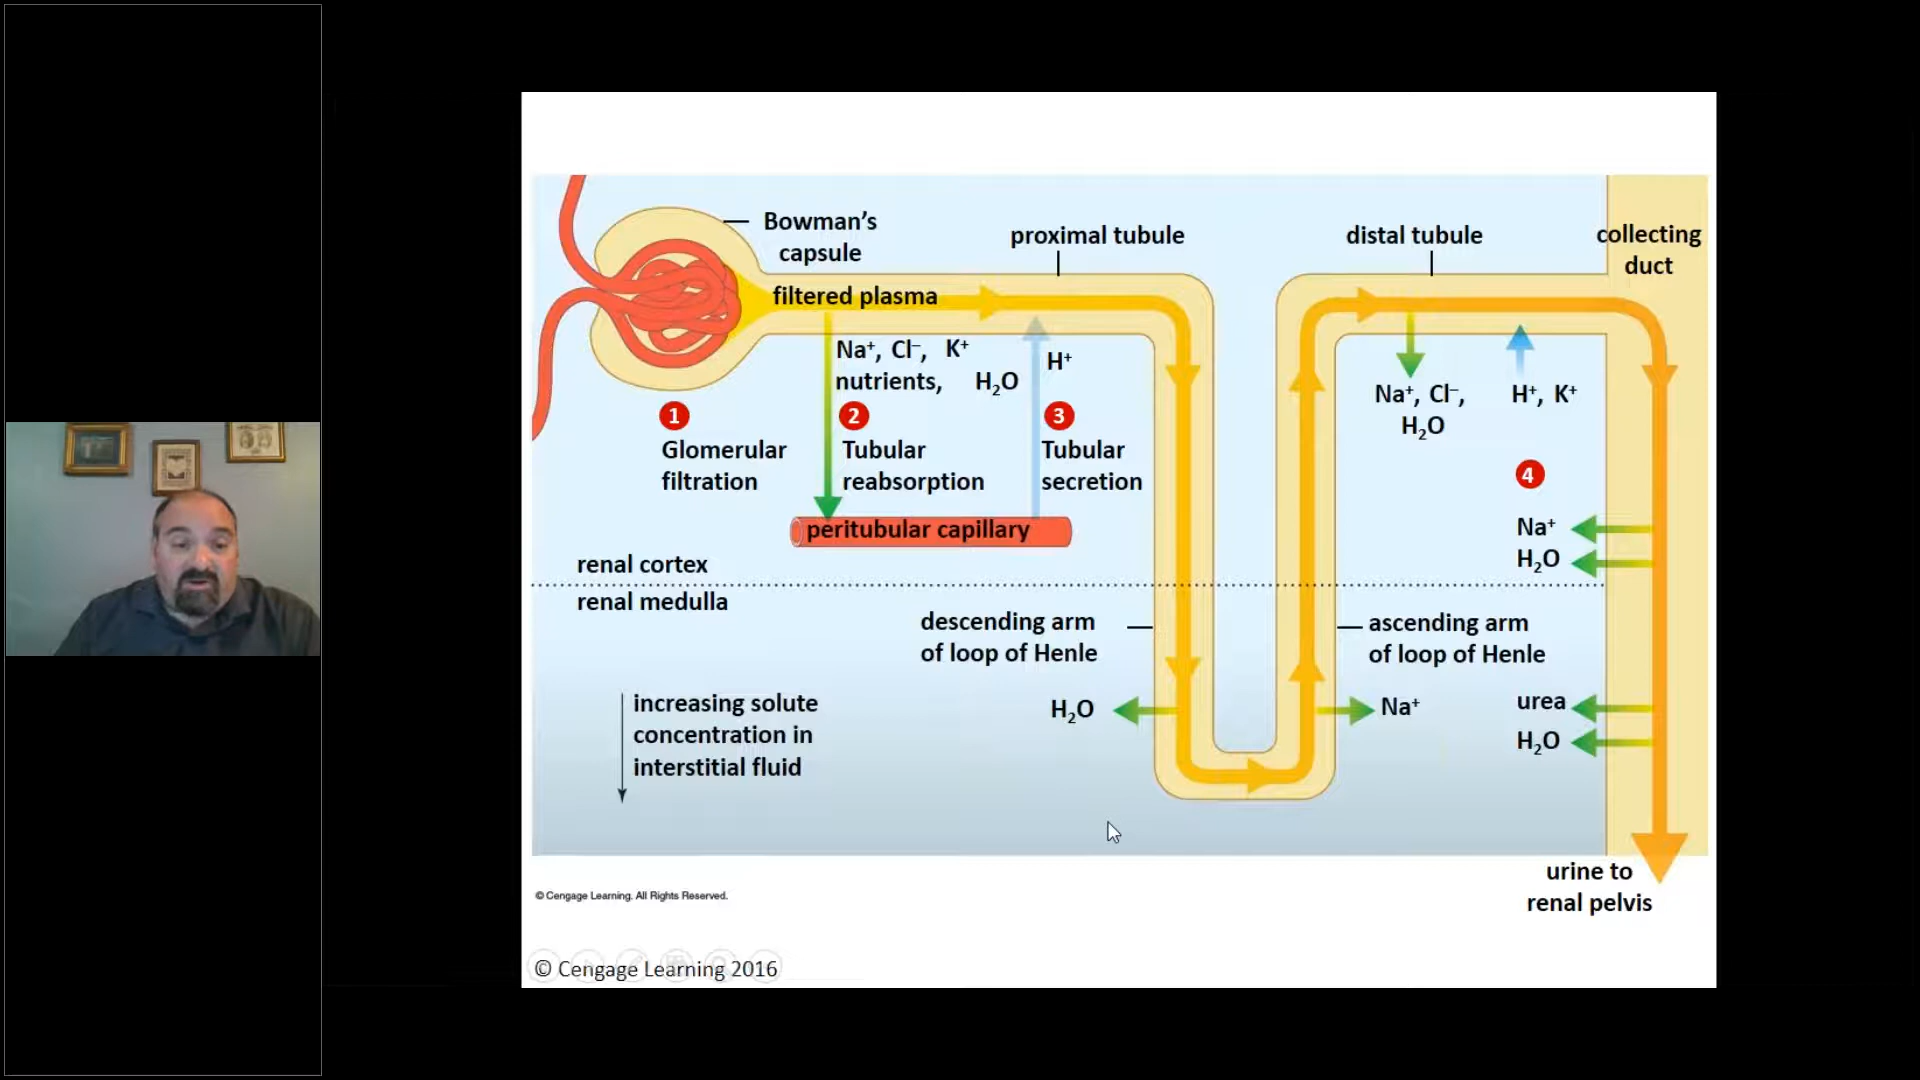 Bowman's
capsule
proximal tubule
distal tubule
collecting
duct
filtered plasma
Na⁺, Cl⁻, K⁺
nutrients, H₂O
H⁺
1
Glomerular
filtration
2
Tubular
reabsorption
3
Tubular
secretion
peritubular capillary
Na⁺, Cl⁻,
H₂O
H⁺, K⁺
4
Na⁺
H₂O
renal cortex
renal medulla
descending arm
of loop of Henle
ascending arm
of loop of Henle
increasing solute
concentration in
interstitial fluid
H₂O
Na⁺
urea
H₂O
urine to
renal pelvis
© Cengage Learning. All Rights Reserved.
© Cengage Learning 2016